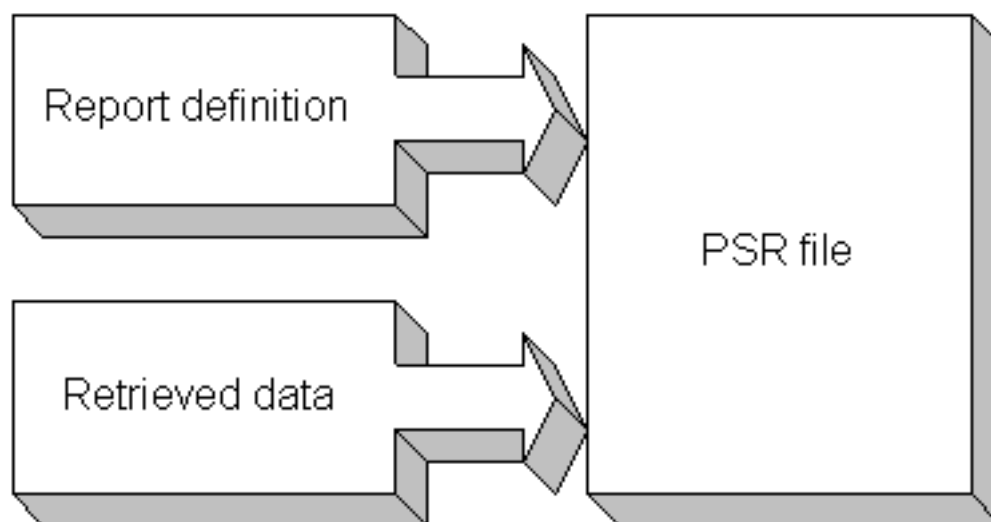 Report definition
PSR file
Retrieved data